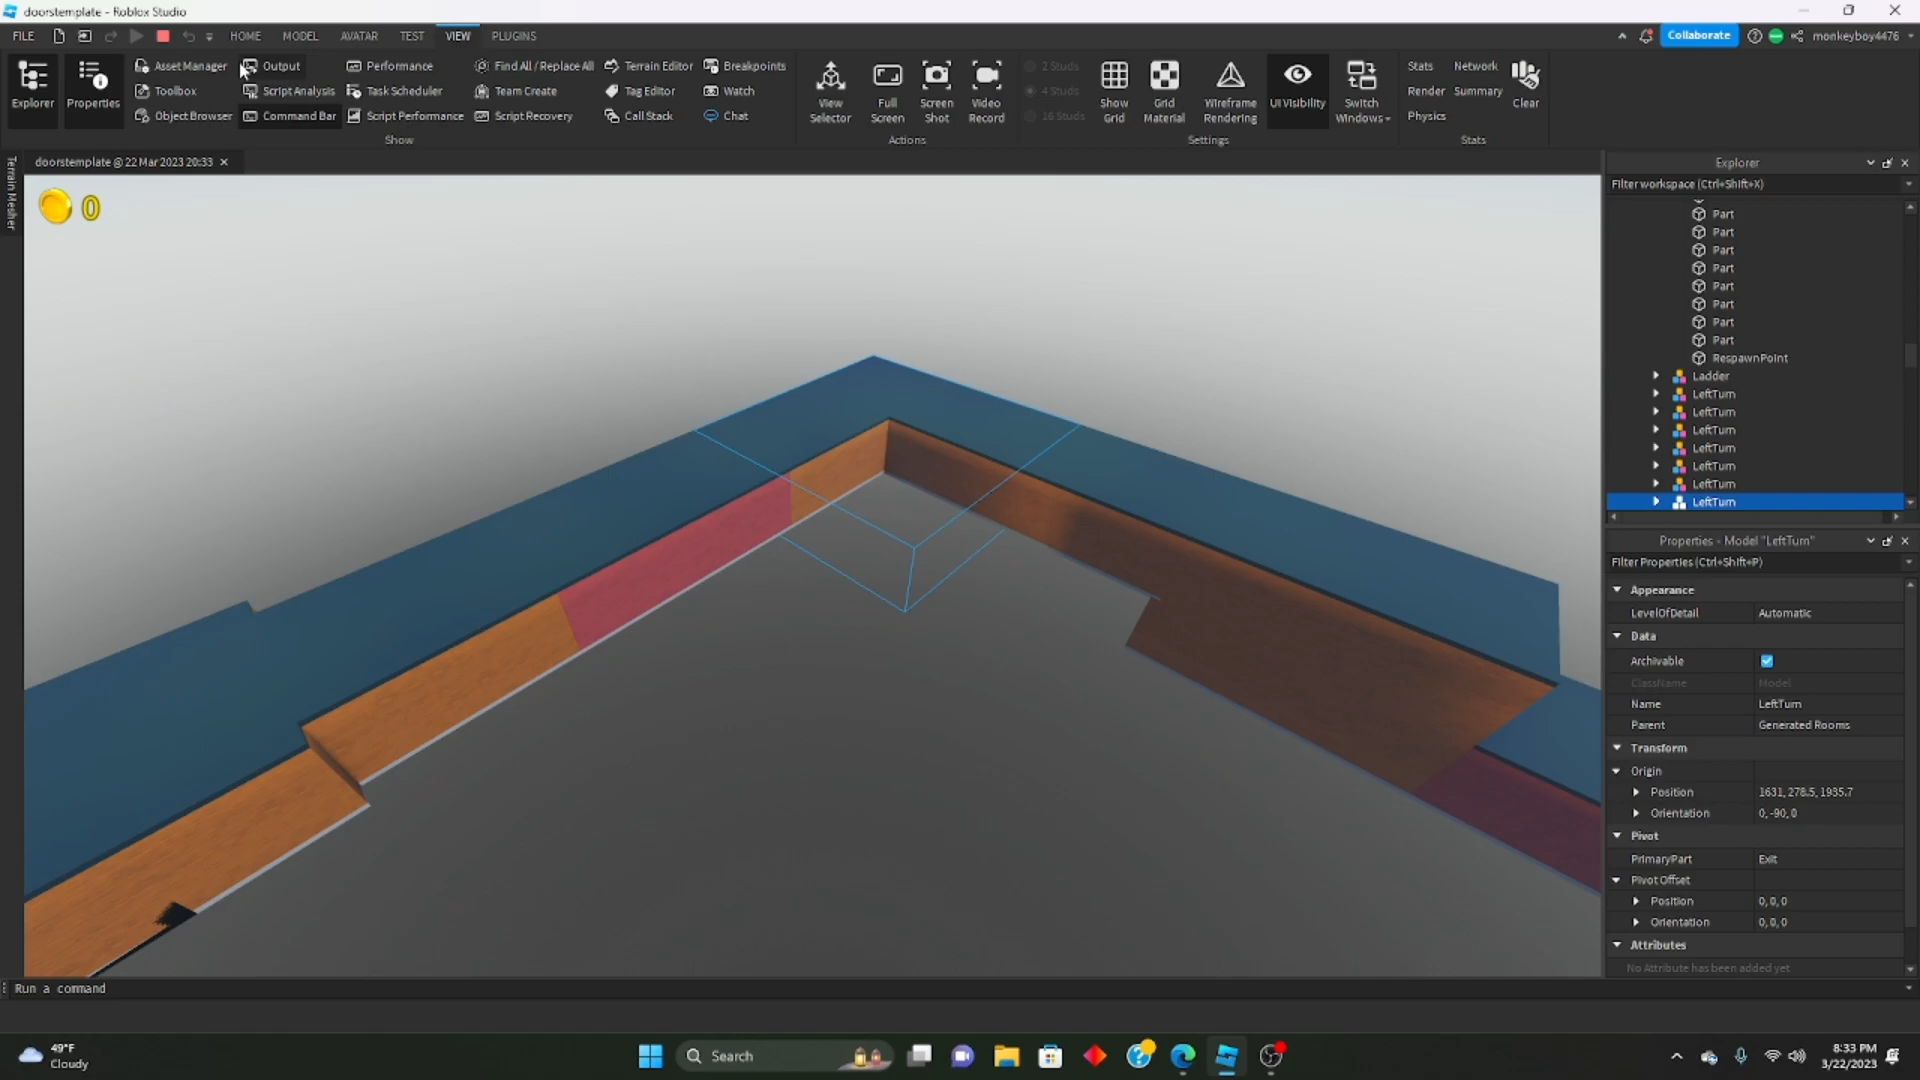 doorstemplate - Roblox Studio
FILE HOME MODEL AVATAR TEST VIEW PLUGINS Collaborate monkeyboy4476
Explorer Properties
Asset Manager Output Performance Find All / Replace All Terrain Editor Breakpoints
Toolbox Script Analysis Task Scheduler Team Create Tag Editor Watch
Object Browser Command Bar Script Performance Script Recovery Call Stack Chat
View Selector Full Screen Screen Shot Video Record
2 Studs
4 Studs
16 Studs
Show Grid Grid Material Wireframe Rendering UI Visibility Switch Windows
Stats Network
Render Summary
Physics
Clear
Show Actions Settings Stats
doorstemplate @ 22 Mar 2023 20:33
Terrain Mesher
0
Explorer
Filter workspace (Ctrl+Shift+X)
Part
Part
Part
Part
Part
Part
Part
Part
RespawnPoint
Ladder
LeftTurn
LeftTurn
LeftTurn
LeftTurn
LeftTurn
LeftTurn
LeftTurn
Properties - Model "LeftTurn"
Filter Properties (Ctrl+Shift+P)
Appearance
LevelOfDetail Automatic
Data
Archivable
ClassName Model
Name LeftTurn
Parent Generated Rooms
Transform
Origin
Position 1631, 278.5, 1935.7
Orientation 0, -90, 0
Pivot
PrimaryPart Exit
Pivot Offset
Position 0, 0, 0
Orientation 0, 0, 0
Attributes
No Attribute has been added yet
Run a command
49°F
Cloudy
Search
8:33 PM
3/22/2023